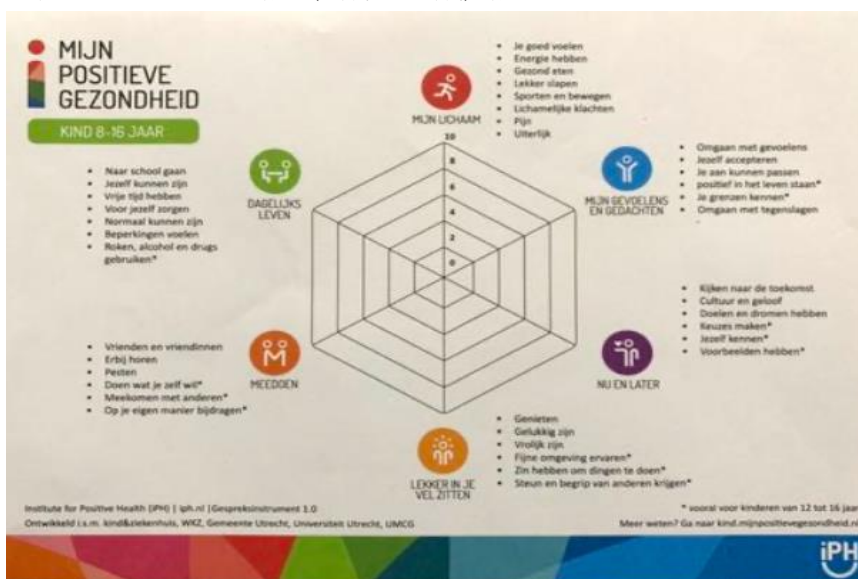 MIJN
POSITIEVE
GEZONDHEID
KIND 8-16 JAAR
MIJN LICHAAM
• Je goed voelen
• Energie hebben
• Gezond eten
• Lekker slapen
• Sporten en bewegen
• Lichamelijke klachten
• Pijn
• Uiterlijk
MIJN GEVOELENS
EN GEDACHTEN
• Omgaan met gevoelens
• Jezelf accepteren
• Je aan kunnen passen
• positief in het leven staan*
• Je grenzen kennen*
• Omgaan met tegenslagen
NU EN LATER
• Kijken naar de toekomst
• Cultuur en geloof
• Doelen en dromen hebben
• Keuzes maken*
• Jezelf kennen*
• Voorbeelden hebben*
LEKKER IN JE
VEL ZITTEN
• Genieten
• Gelukkig zijn
• Vrolijk zijn
• Fijne omgeving ervaren*
• Zin hebben om dingen te doen*
• Steun en begrip van anderen krijgen*
MEEDOEN
• Vrienden en vriendinnen
• Erbij horen
• Pesten
• Doen wat je zelf wil*
• Meekomen met anderen*
• Op je eigen manier bijdragen*
DAGELIJKS
LEVEN
• Naar school gaan
• Jezelf kunnen zijn
• Vrije tijd hebben
• Voor jezelf zorgen
• Normaal kunnen zijn
• Beperkingen voelen
• Roken, alcohol en drugs
gebruiken*
10
8
6
4
2
0
Institute for Positive Health (iPH) | iph.nl |Gespreksinstrument 1.0
Ontwikkeld i.s.m. kind&ziekenhuis, WKZ, Gemeente Utrecht, Universiteit Utrecht, UMCG
* vooral voor kinderen van 12 tot 16 jaar
Meer weten? Ga naar kind.mijnpositievegezondheid.n
iPH